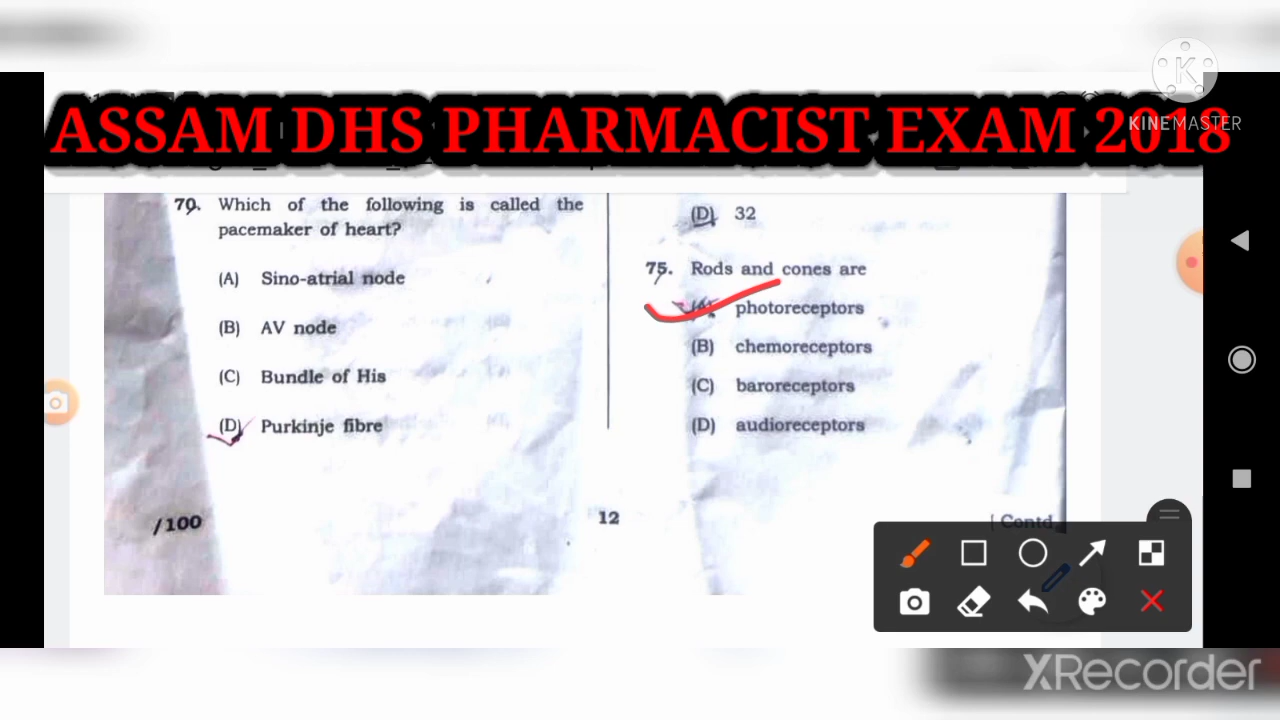 ASSAM DHS PHARMACIST EXAM 2018
KINEMASTER
70. Which of the following is called the
pacemaker of heart?
(A) Sino-atrial node
(B) AV node
(C) Bundle of His
(D) Purkinje fibre
/100
12
(D) 32
75. Rods and cones are
(A) photoreceptors
(B) chemoreceptors
(C) baroreceptors
(D) audioreceptors
[ Contd
XRecorder